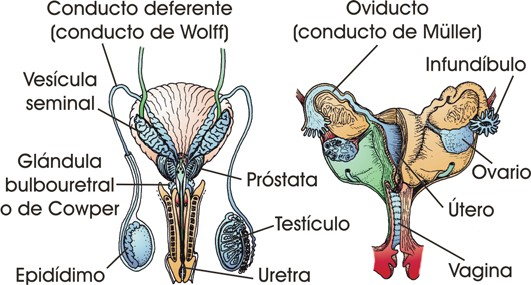 Conducto deferente
(conducto de Wolff)
Vesícula
seminal
Glándula
bulbouretral
o de Cowper
Epidídimo
Próstata
Testículo
Uretra
Oviducto
(conducto de Müller)
Infundíbulo
Ovario
Útero
Vagina